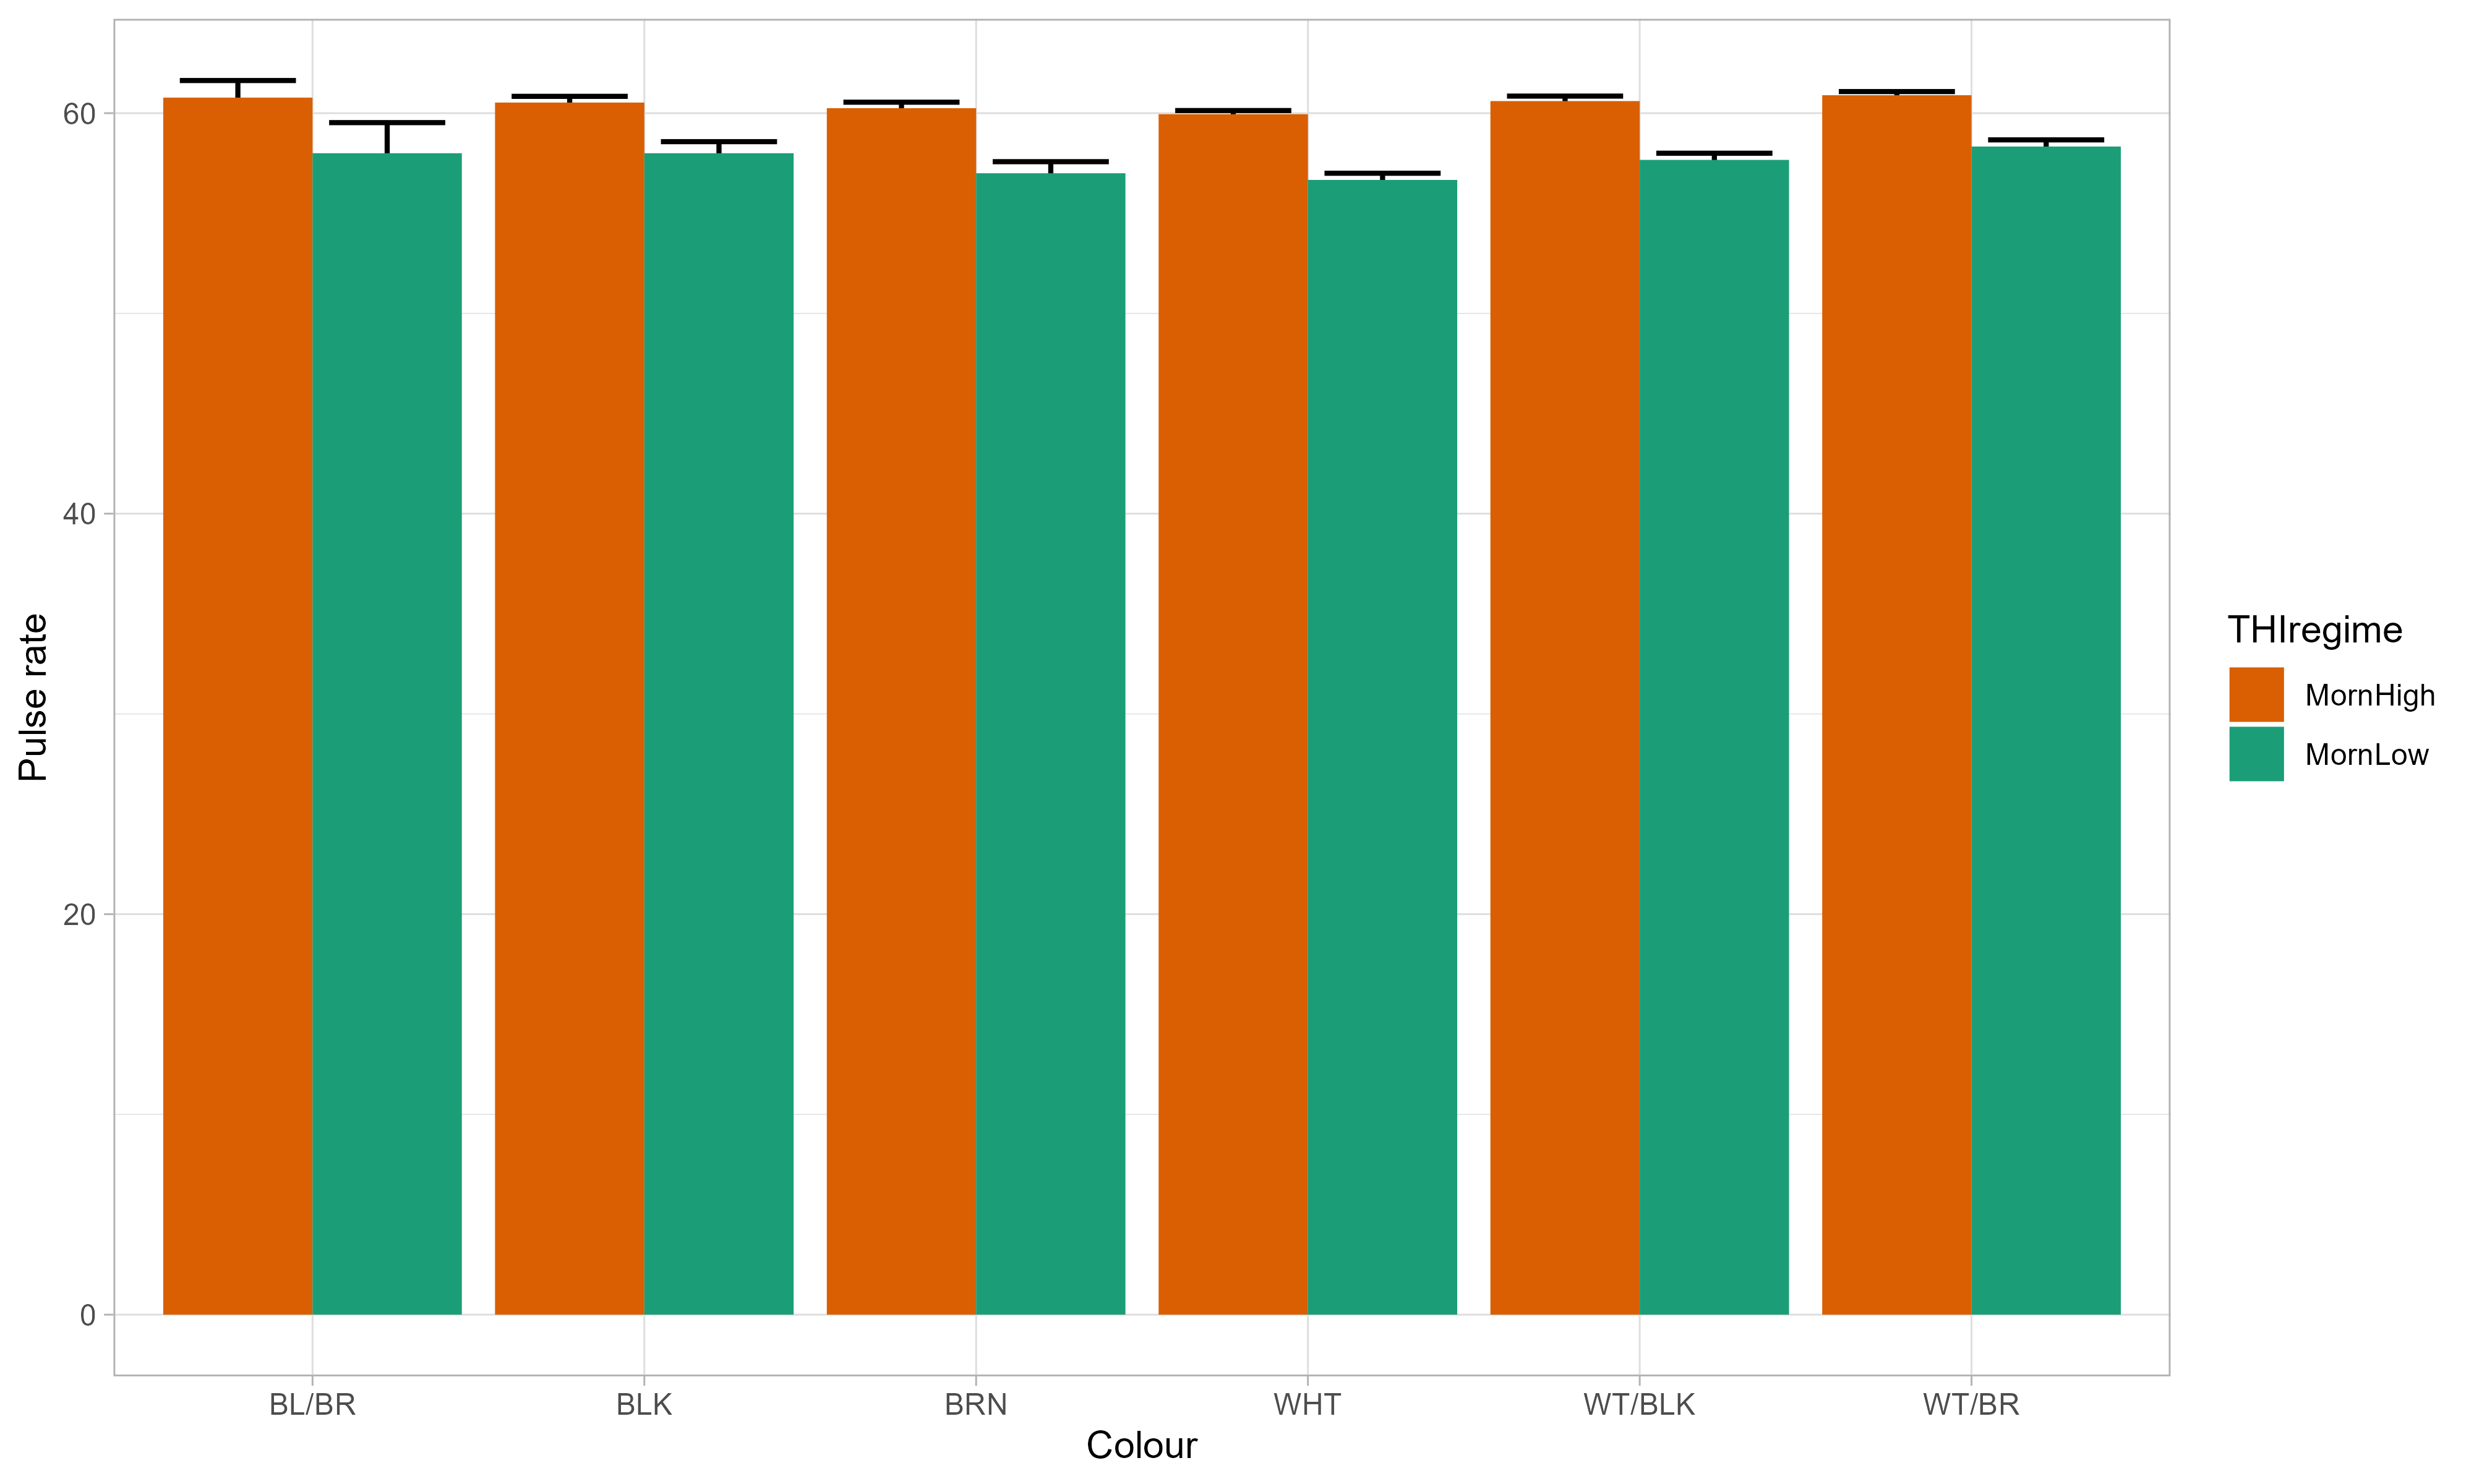 60
40
20
0
Pulse rate
BL/BR BLK BRN WHT WT/BLK WT/BR
Colour
THIregime
MornHigh
MornLow